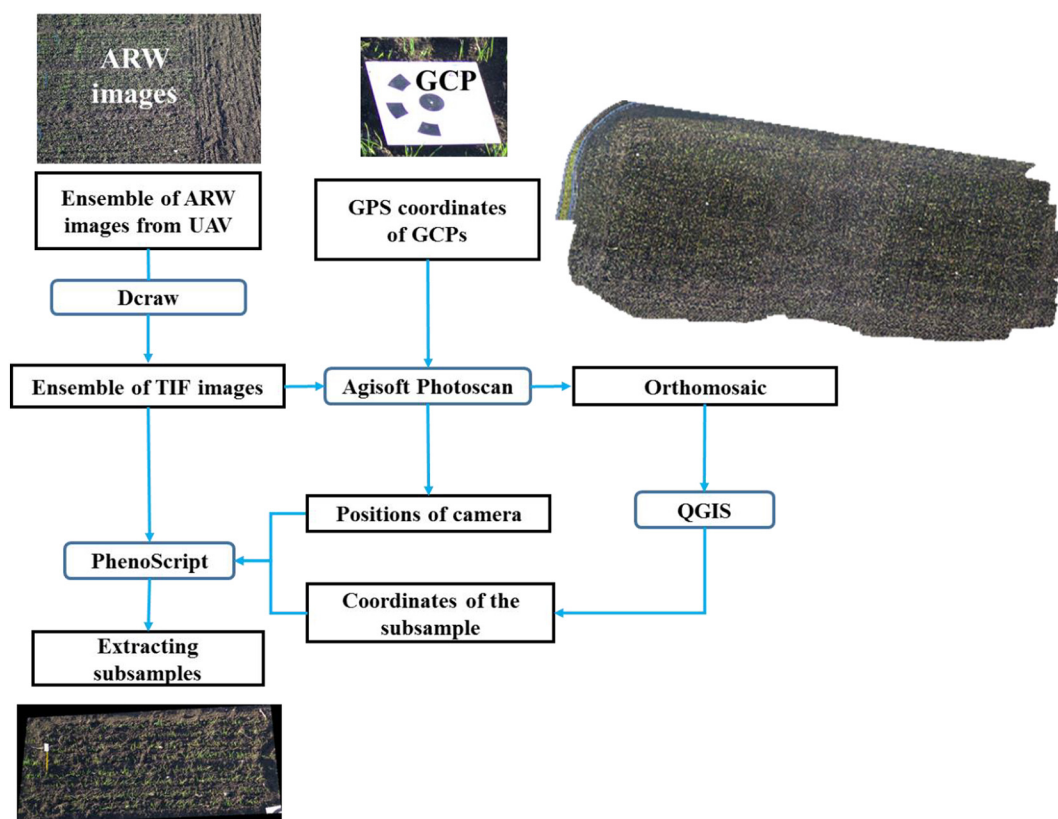 ARW
images
GCP
Ensemble of ARW
images from UAV
GPS coordinates
of GCPs
Dcraw
Ensemble of TIF images
Agisoft Photoscan
Orthomosaic
Positions of camera
QGIS
PhenoScript
Coordinates of the
subsample
Extracting
subsamples